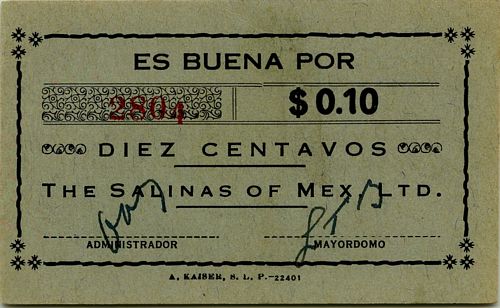 ES BUENA POR
2804 $0.10
DIEZ CENTAVOS
THE SALINAS OF MEX. LTD.
ADMINISTRADOR MAYORDOMO
A. KAISER, S. L. P.-22401